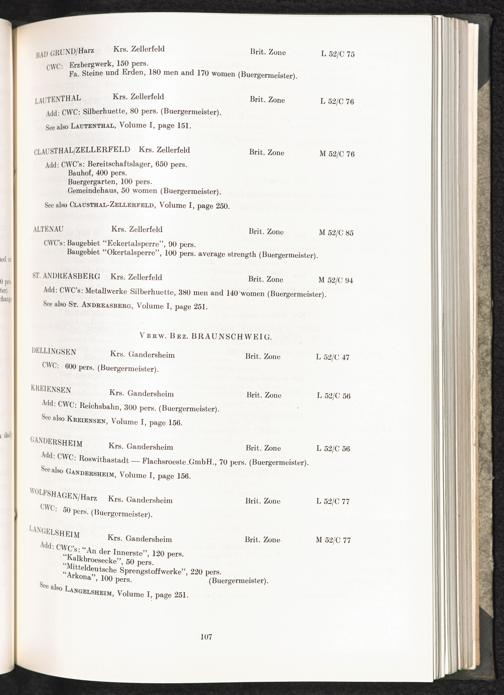 BAD GRUND/Harz Krs. Zellerfeld Brit. Zone L 52/C 75
CWC: Erzbergwerk, 150 pers.
Fa. Steine und Erden, 180 men and 170 women (Buergermeister).
LAUTENTHAL Krs. Zellerfeld Brit. Zone L 52/C 76
Add: CWC: Silberhuette, 80 pers. (Buergermeister).
See also LAUTENTHAL, Volume I, page 151.
CLAUSTHAL/ZELLERFELD Krs. Zellerfeld Brit. Zone M 52/C 76
Add: CWC's: Bereitschaftslager, 650 pers.
Bauhof, 400 pers.
Buergergarten, 100 pers.
Gemeindehaus, 50 women (Buergermeister).
See also CLAUSTHAL-ZELLERFELD, Volume I, page 250.
ALTENAU Krs. Zellerfeld Brit. Zone M 52/C 85
CWC's: Baugebiet "Eckertalsperre", 90 pers.
Baugebiet "Okertalsperre", 100 pers. average strength (Buergermeister).
ST. ANDREASBERG Krs. Zellerfeld Brit. Zone M 52/C 94
Add: CWC's: Metallwerke Silberhuette, 380 men and 140 women (Buergermeister).
See also ST. ANDREASBERG, Volume I, page 251.
VERW. BEZ. BRAUNSCHWEIG.
DELLINGSEN Krs. Gandersheim Brit. Zone L 52/C 47
CWC: 600 pers. (Buergermeister).
KREIENSEN Krs. Gandersheim Brit. Zone L 52/C 56
Add: CWC: Reichsbahn, 300 pers. (Buergermeister).
See also KREIENSEN, Volume I, page 156.
GANDERSHEIM Krs. Gandersheim Brit. Zone L 52/C 56
Add: CWC: Roswithastadt — Flachsroeste GmbH., 70 pers. (Buergermeister).
See also GANDERSHEIM, Volume I, page 156.
WOLFSHAGEN/Harz Krs. Gandersheim Brit. Zone L 52/C 77
CWC: 50 pers. (Buergermeister).
LANGELSHEIM Krs. Gandersheim Brit. Zone M 52/C 77
Add: CWC's: "An der Innerste", 120 pers.
"Kalkbroesecke", 50 pers.
"Mitteldeutsche Sprengstoffwerke", 220 pers.
"Arkona", 100 pers. (Buergermeister).
See also LANGELSHEIM, Volume I, page 251.
107